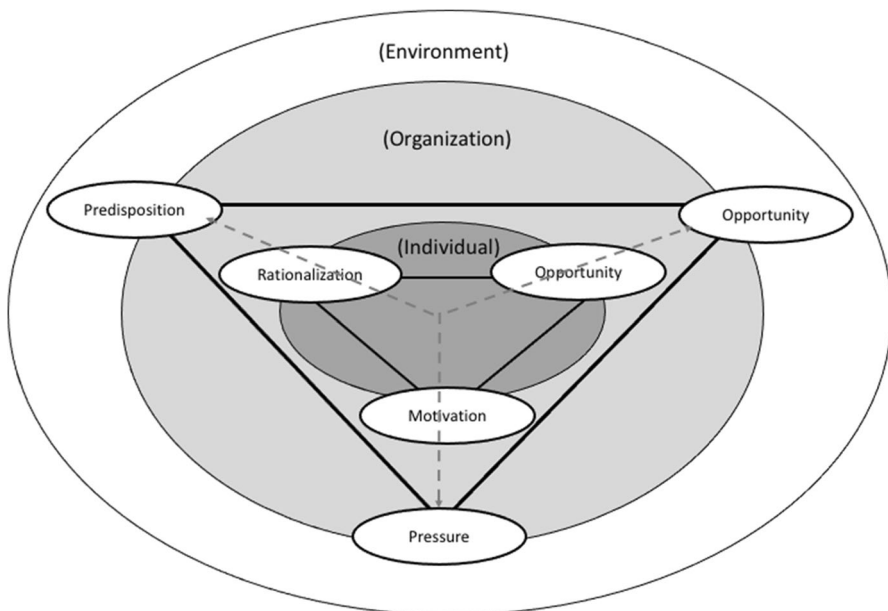 (Environment)
(Organization)
Predisposition
Opportunity
(Individual)
Rationalization
Opportunity
Motivation
Pressure